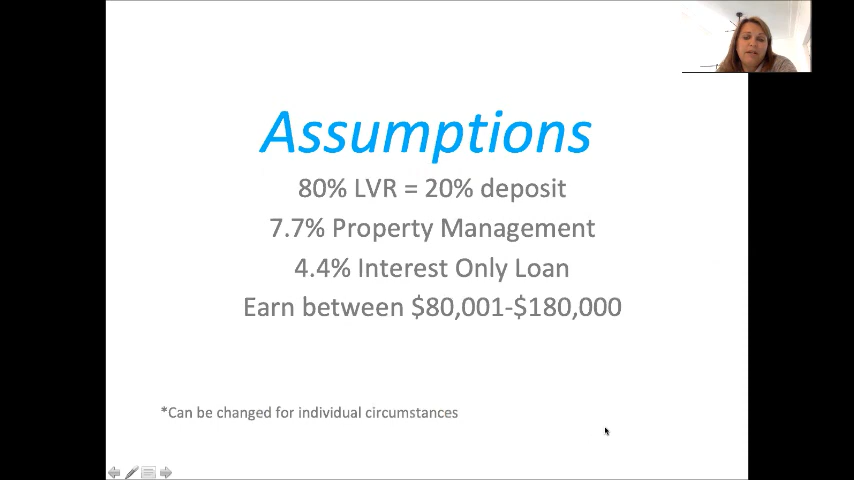 Assumptions
80% LVR = 20% deposit
7.7% Property Management
4.4% Interest Only Loan
Earn between $80,001-$180,000
*Can be changed for individual circumstances